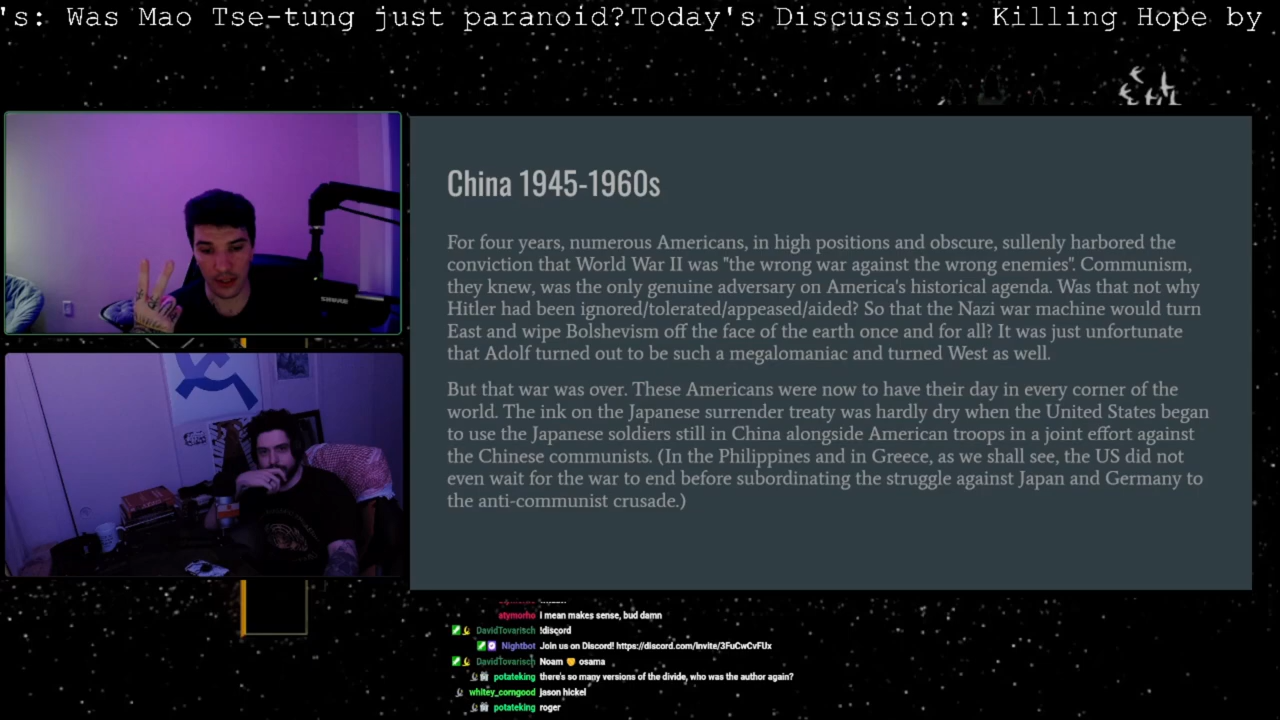 's: Was Mao Tse-tung just paranoid?Today's Discussion: Killing Hope by
China 1945-1960s
For four years, numerous Americans, in high positions and obscure, sullenly harbored the
conviction that World War II was "the wrong war against the wrong enemies". Communism,
they knew, was the only genuine adversary on America's historical agenda. Was that not why
Hitler had been ignored/tolerated/appeased/aided? So that the Nazi war machine would turn
East and wipe Bolshevism off the face of the earth once and for all? It was just unfortunate
that Adolf turned out to be such a megalomaniac and turned West as well.
But that war was over. These Americans were now to have their day in every corner of the
world. The ink on the Japanese surrender treaty was hardly dry when the United States began
to use the Japanese soldiers still in China alongside American troops in a joint effort against
the Chinese communists. (In the Philippines and in Greece, as we shall see, the US did not
even wait for the war to end before subordinating the struggle against Japan and Germany to
the anti-communist crusade.)
SHURE
atymorho i mean makes sense, bud damn
DavidTovarisch !discord
Nightbot Join us on Discord! https://discord.com/invite/3FuCwCvFUx
DavidTovarisch Noam 🧡 osama
potateking there's so many versions of the divide, who was the author again?
whitey_corngood jason hickel
potateking roger